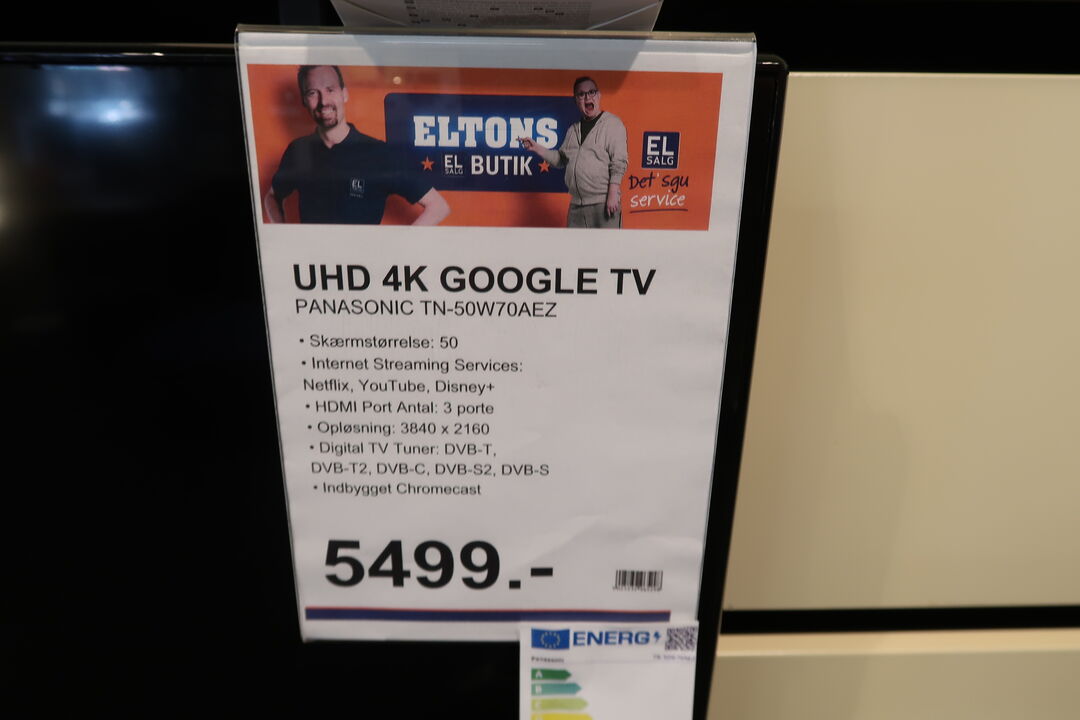 ELTONS
EL SALG BUTIK
EL
SALG
Det sgu
service
EL
UHD 4K GOOGLE TV
PANASONIC TN-50W70AEZ
• Skærmstørrelse: 50
• Internet Streaming Services:
Netflix, YouTube, Disney+
• HDMI Port Antal: 3 porte
• Opløsning: 3840 x 2160
• Digital TV Tuner: DVB-T,
DVB-T2, DVB-C, DVB-S2, DVB-S
• Indbygget Chromecast
5499.-
ENERG
Panasonic
A
B
C